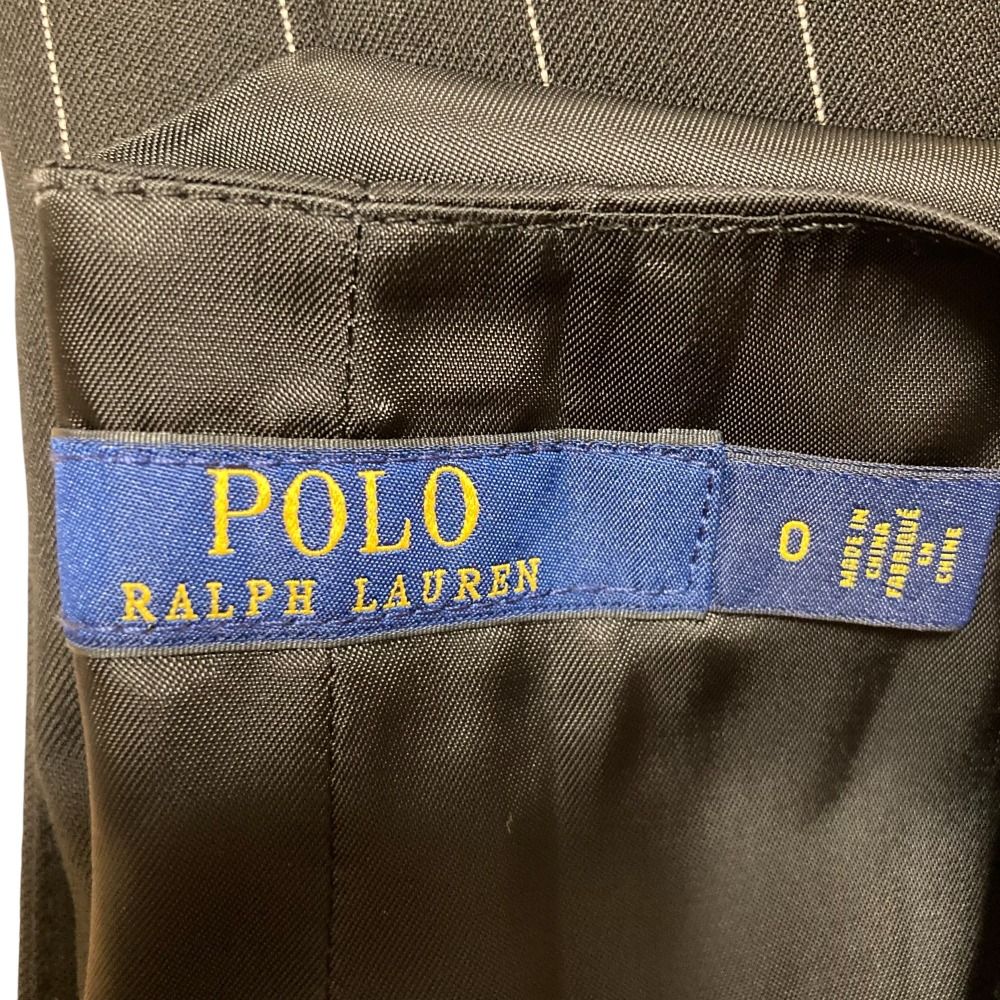 POLO
RALPH LAUREN
0
MADE IN
CHINA
FABRIQUÉ
EN
CHINE